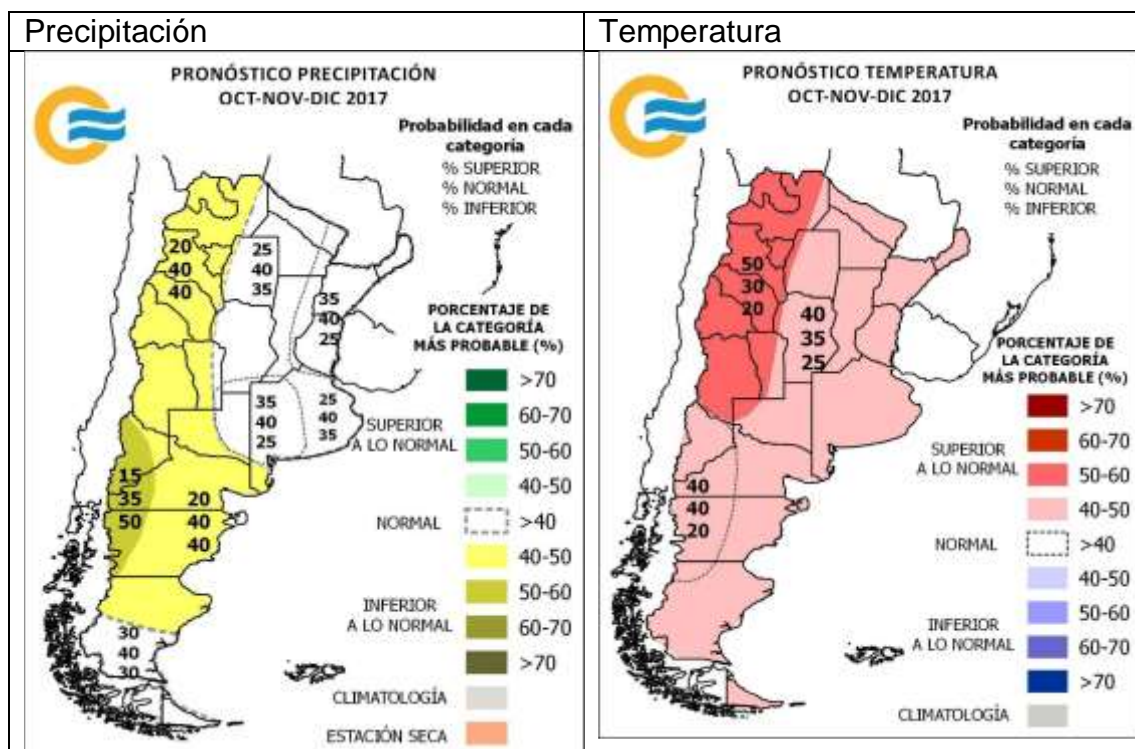 Precipitación
PRONÓSTICO PRECIPITACIÓN
OCT-NOV-DIC 2017
Probabilidad en cada
categoría
% SUPERIOR
% NORMAL
% INFERIOR
20
40
40
25
40
35
35
40
25
35
40
25
25
40
35
15
35
50
20
40
40
30
40
30
PORCENTAJE DE
LA CATEGORÍA
MÁS PROBABLE (%)
SUPERIOR
A LO NORMAL
>70
60-70
50-60
40-50
NORMAL
>40
INFERIOR
A LO NORMAL
40-50
50-60
60-70
>70
CLIMATOLOGÍA
ESTACIÓN SECA
Temperatura
PRONÓSTICO TEMPERATURA
OCT-NOV-DIC 2017
Probabilidad en cada
categoría
% SUPERIOR
% NORMAL
% INFERIOR
50
30
20
40
35
25
40
40
20
PORCENTAJE DE
LA CATEGORÍA
MÁS PROBABLE (%)
SUPERIOR
A LO NORMAL
>70
60-70
50-60
40-50
NORMAL
>40
INFERIOR
A LO NORMAL
40-50
50-60
60-70
>70
CLIMATOLOGÍA